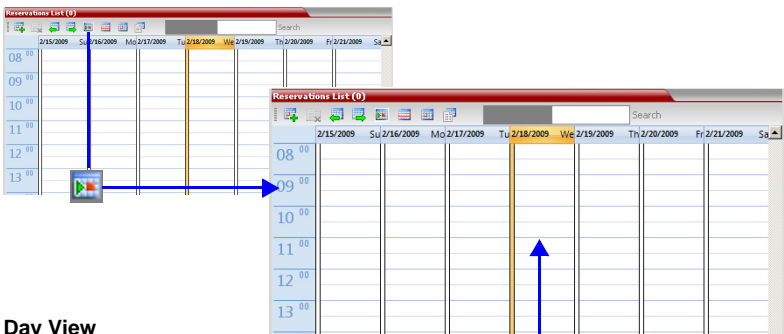 Reservations List (0)
Search
2/15/2009 Su 2/16/2009 Mo 2/17/2009 Tu 2/18/2009 We 2/19/2009 Th 2/20/2009 Fr 2/21/2009 Sa
08 00
09 00
10 00
11 00
12 00
13 00
Reservations List (0)
Search
2/15/2009 Su 2/16/2009 Mo 2/17/2009 Tu 2/18/2009 We 2/19/2009 Th 2/20/2009 Fr 2/21/2009 Sa
08 00
09 00
10 00
11 00
12 00
13 00
Day View